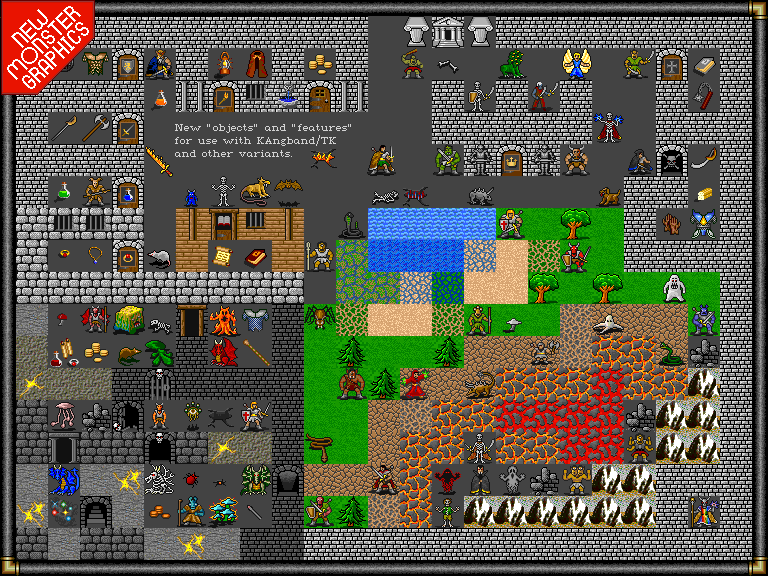 NEW
MONSTER
GRAPHICS
New "objects" and "features"
for use with KAngband/TK
and other variants.